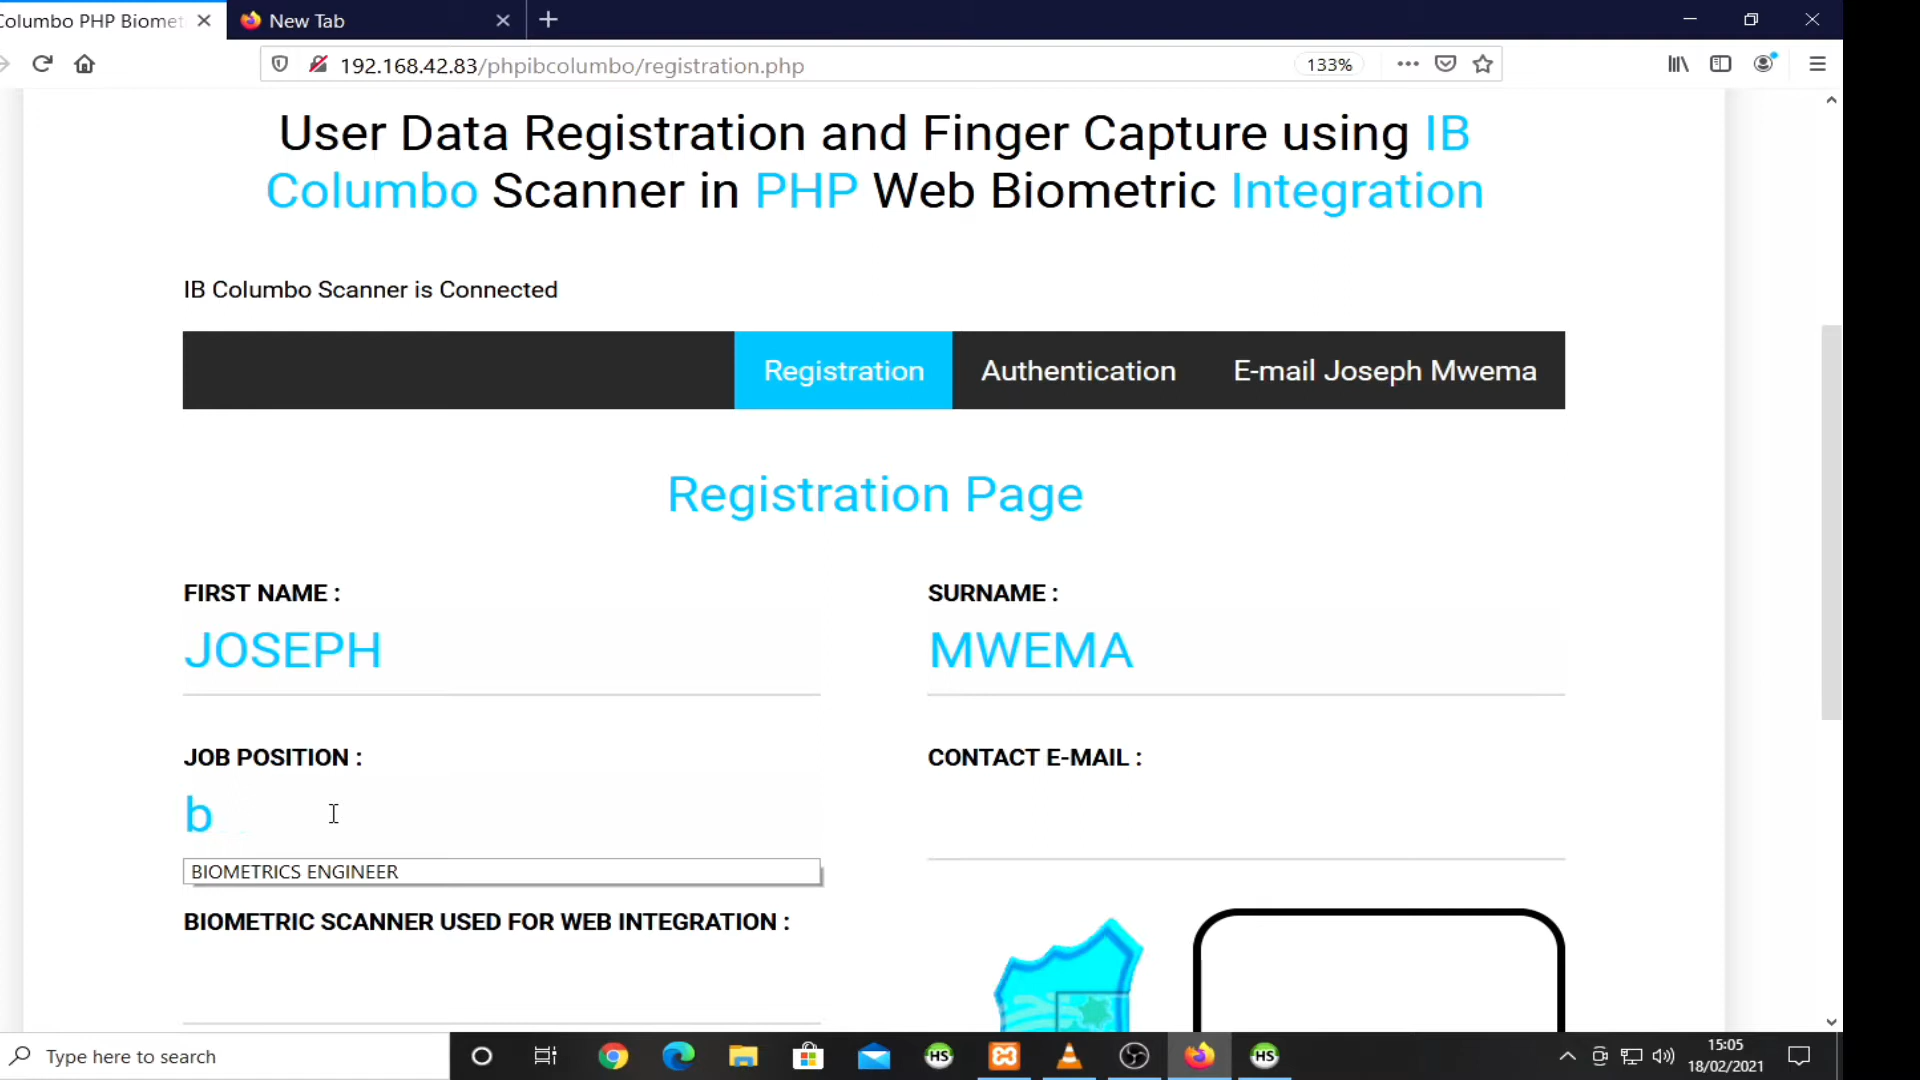 Columbo PHP Biomet
New Tab
192.168.42.83/phpibcolumbo/registration.php
133%
User Data Registration and Finger Capture using IB
Columbo Scanner in PHP Web Biometric Integration
IB Columbo Scanner is Connected
Registration
Authentication
E-mail Joseph Mwema
Registration Page
FIRST NAME :
SURNAME :
JOSEPH
MWEMA
JOB POSITION :
CONTACT E-MAIL :
b
BIOMETRICS ENGINEER
BIOMETRIC SCANNER USED FOR WEB INTEGRATION :
Type here to search
HS
HS
15:05
18/02/2021